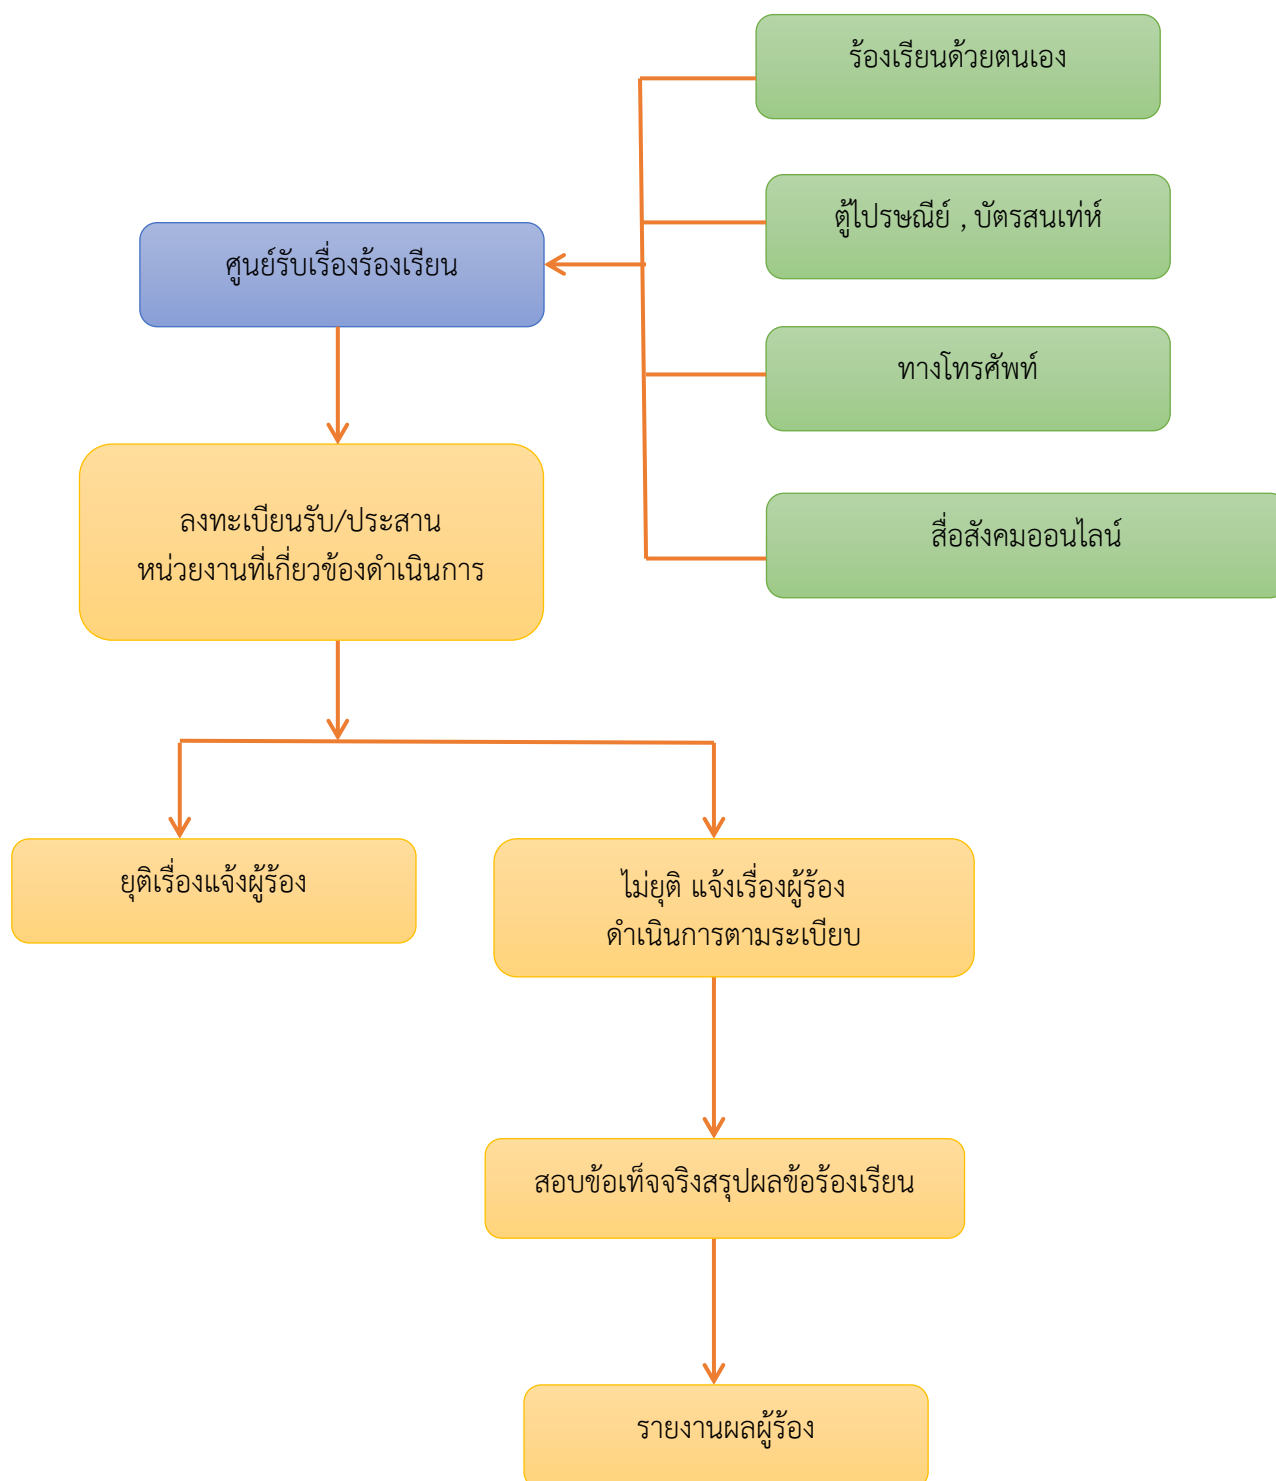 ร้องเรียนด้วยตนเอง
ตู้ไปรษณีย์ , บัตรสนเท่ห์
ศูนย์รับเรื่องร้องเรียน
ทางโทรศัพท์
สื่อสังคมออนไลน์
ลงทะเบียนรับ/ประสาน
หน่วยงานที่เกี่ยวข้องดำเนินการ
ยุติเรื่องแจ้งผู้ร้อง
ไม่ยุติ แจ้งเรื่องผู้ร้อง
ดำเนินการตามระเบียบ
สอบข้อเท็จจริงสรุปผลข้อร้องเรียน
รายงานผลผู้ร้อง